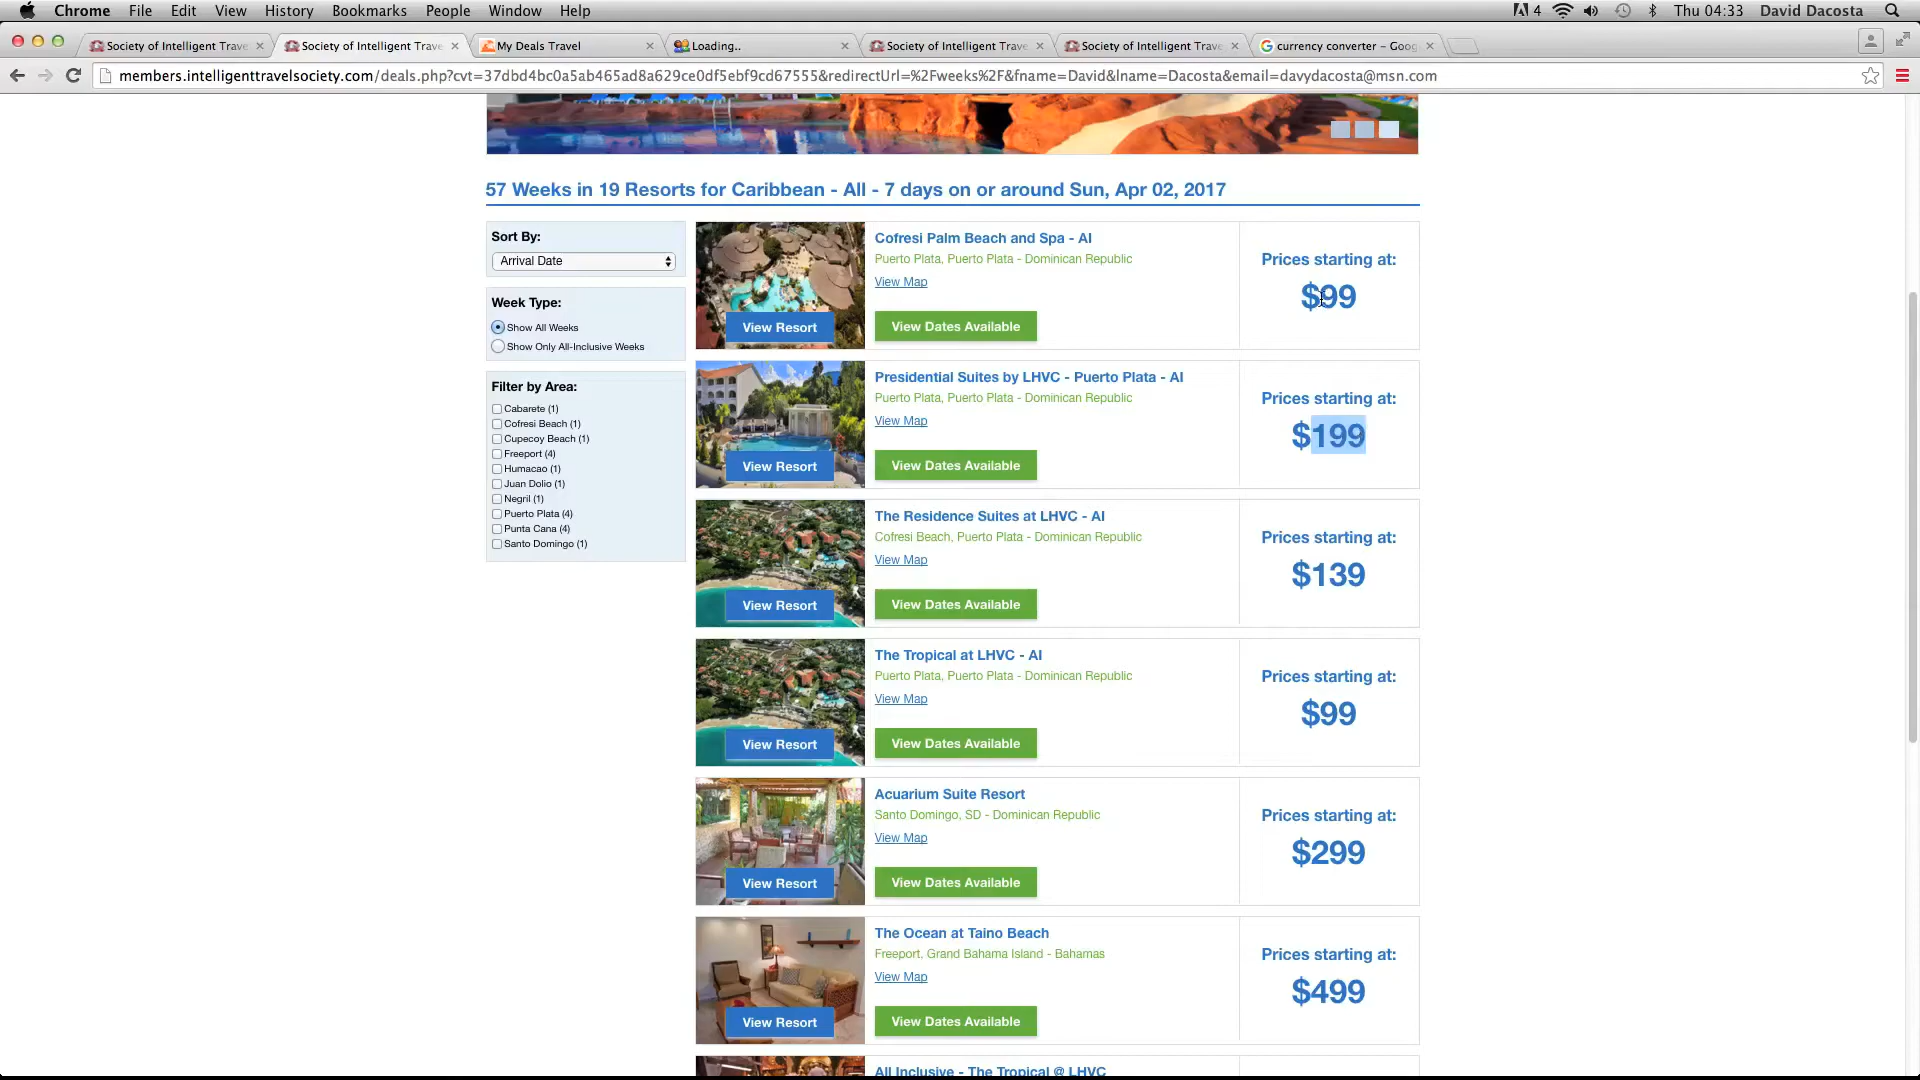 Chrome File Edit View History Bookmarks People Window Help 4 Thu 04:33 David Dacosta
Society of Intelligent Trave × Society of Intelligent Trave × My Deals Travel × Loading.. × Society of Intelligent Trave × Society of Intelligent Trave × currency converter – Goog ×
members.intelligenttravelsociety.com/deals.php?cvt=37dbd4bc0a5ab465ad8a629ce0df5ebf9cd67555&redirectUrl=%2Fweeks%2F&fname=David&lname=Dacosta&email=davydacosta@msn.com
57 Weeks in 19 Resorts for Caribbean - All - 7 days on or around Sun, Apr 02, 2017
Sort By:
Arrival Date
Week Type:
Show All Weeks
Show Only All-Inclusive Weeks
Filter by Area:
Cabarete (1)
Cofresi Beach (1)
Cupecoy Beach (1)
Freeport (4)
Humacao (1)
Juan Dolio (1)
Negril (1)
Puerto Plata (4)
Punta Cana (4)
Santo Domingo (1)
Cofresi Palm Beach and Spa - AI
Puerto Plata, Puerto Plata - Dominican Republic
View Map
View Resort
View Dates Available
Prices starting at:
$99
Presidential Suites by LHVC - Puerto Plata - AI
Puerto Plata, Puerto Plata - Dominican Republic
View Map
View Resort
View Dates Available
Prices starting at:
$199
The Residence Suites at LHVC - AI
Cofresi Beach, Puerto Plata - Dominican Republic
View Map
View Resort
View Dates Available
Prices starting at:
$139
The Tropical at LHVC - AI
Puerto Plata, Puerto Plata - Dominican Republic
View Map
View Resort
View Dates Available
Prices starting at:
$99
Acuarium Suite Resort
Santo Domingo, SD - Dominican Republic
View Map
View Resort
View Dates Available
Prices starting at:
$299
The Ocean at Taino Beach
Freeport, Grand Bahama Island - Bahamas
View Map
View Resort
View Dates Available
Prices starting at:
$499
All Inclusive - The Tropical @ LHVC